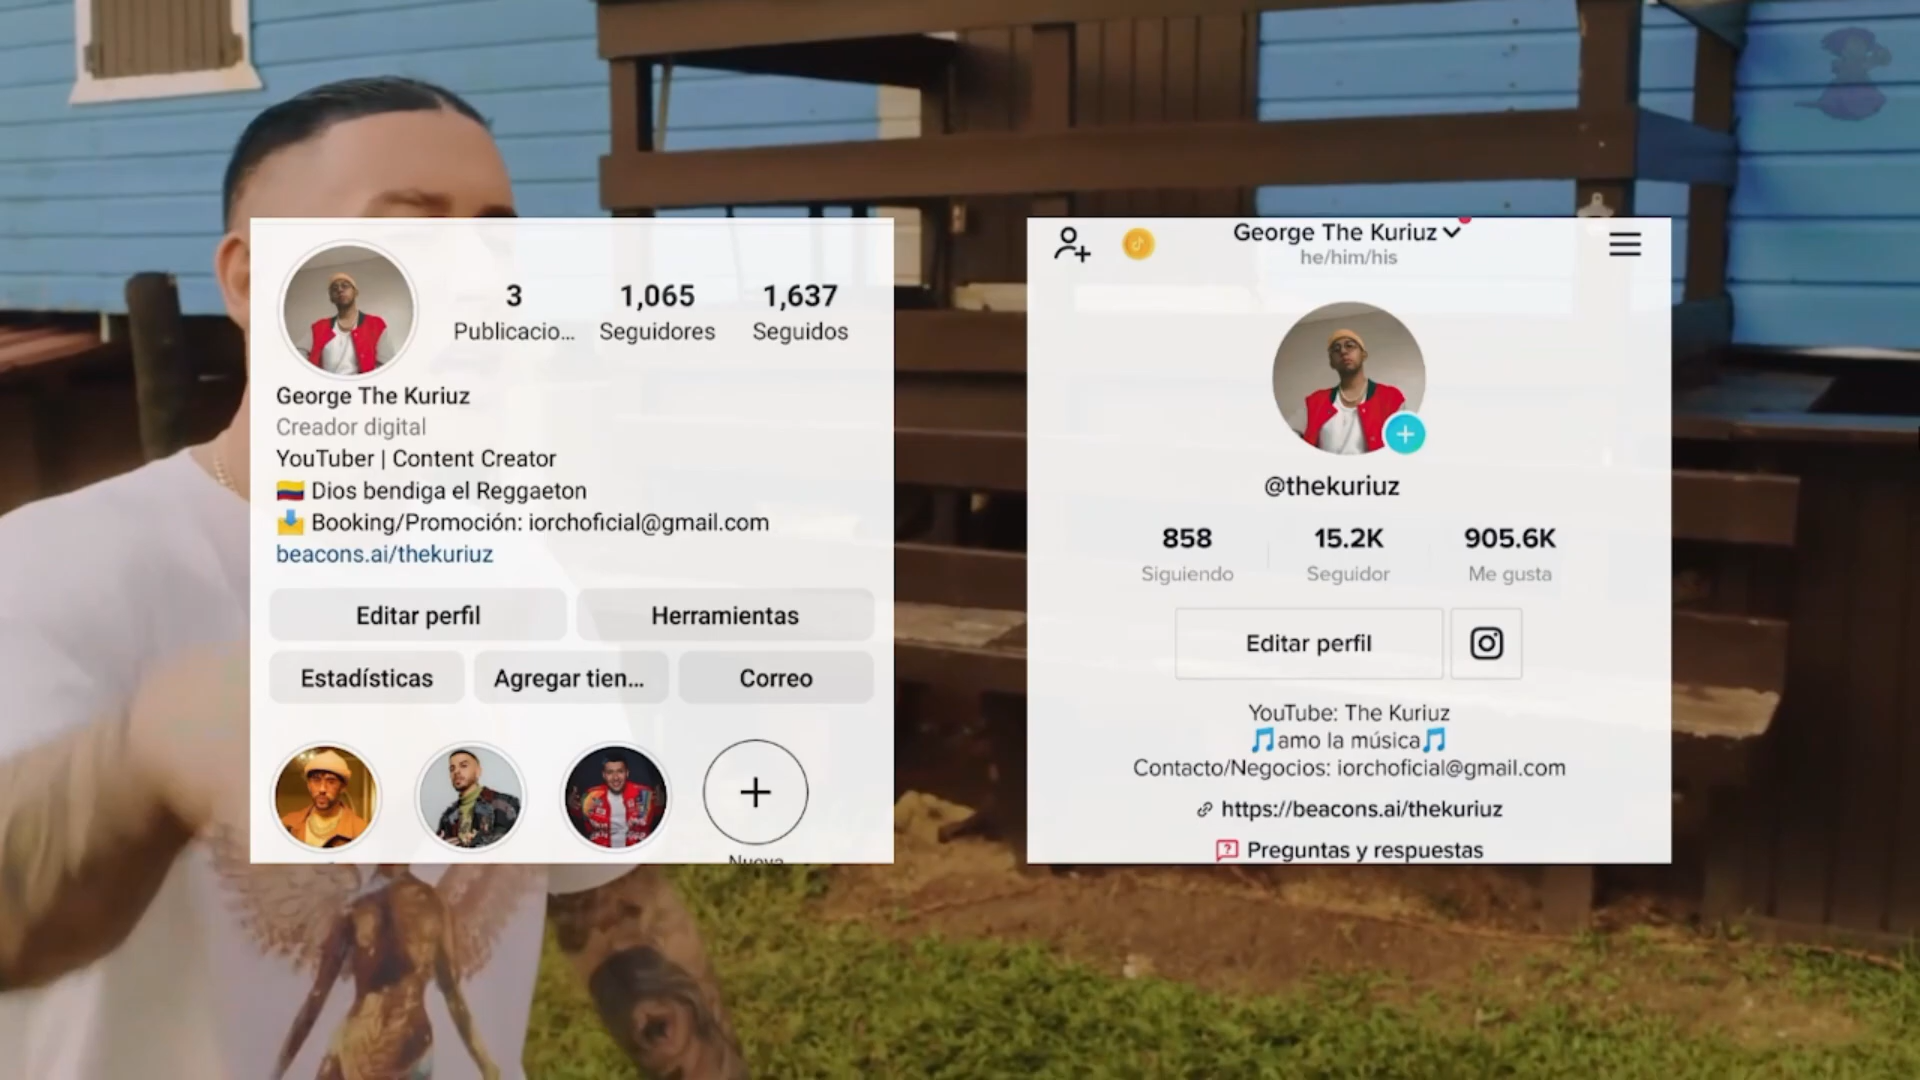 3
1,065
1,637
Publicacio...
Seguidores
Seguidos
George The Kuriuz
Creador digital
YouTuber | Content Creator
🇨🇴 Dios bendiga el Reggaeton
📩 Booking/Promoción: iorchoficial@gmail.com
beacons.ai/thekuriuz
Editar perfil
Herramientas
Estadísticas
Agregar tien...
Correo
Nueva
George The Kuriuz
he/him/his
@thekuriuz
858
15.2K
905.6K
Siguiendo
Seguidor
Me gusta
Editar perfil
YouTube: The Kuriuz
🎵amo la música🎵
Contacto/Negocios: iorchoficial@gmail.com
https://beacons.ai/thekuriuz
Preguntas y respuestas